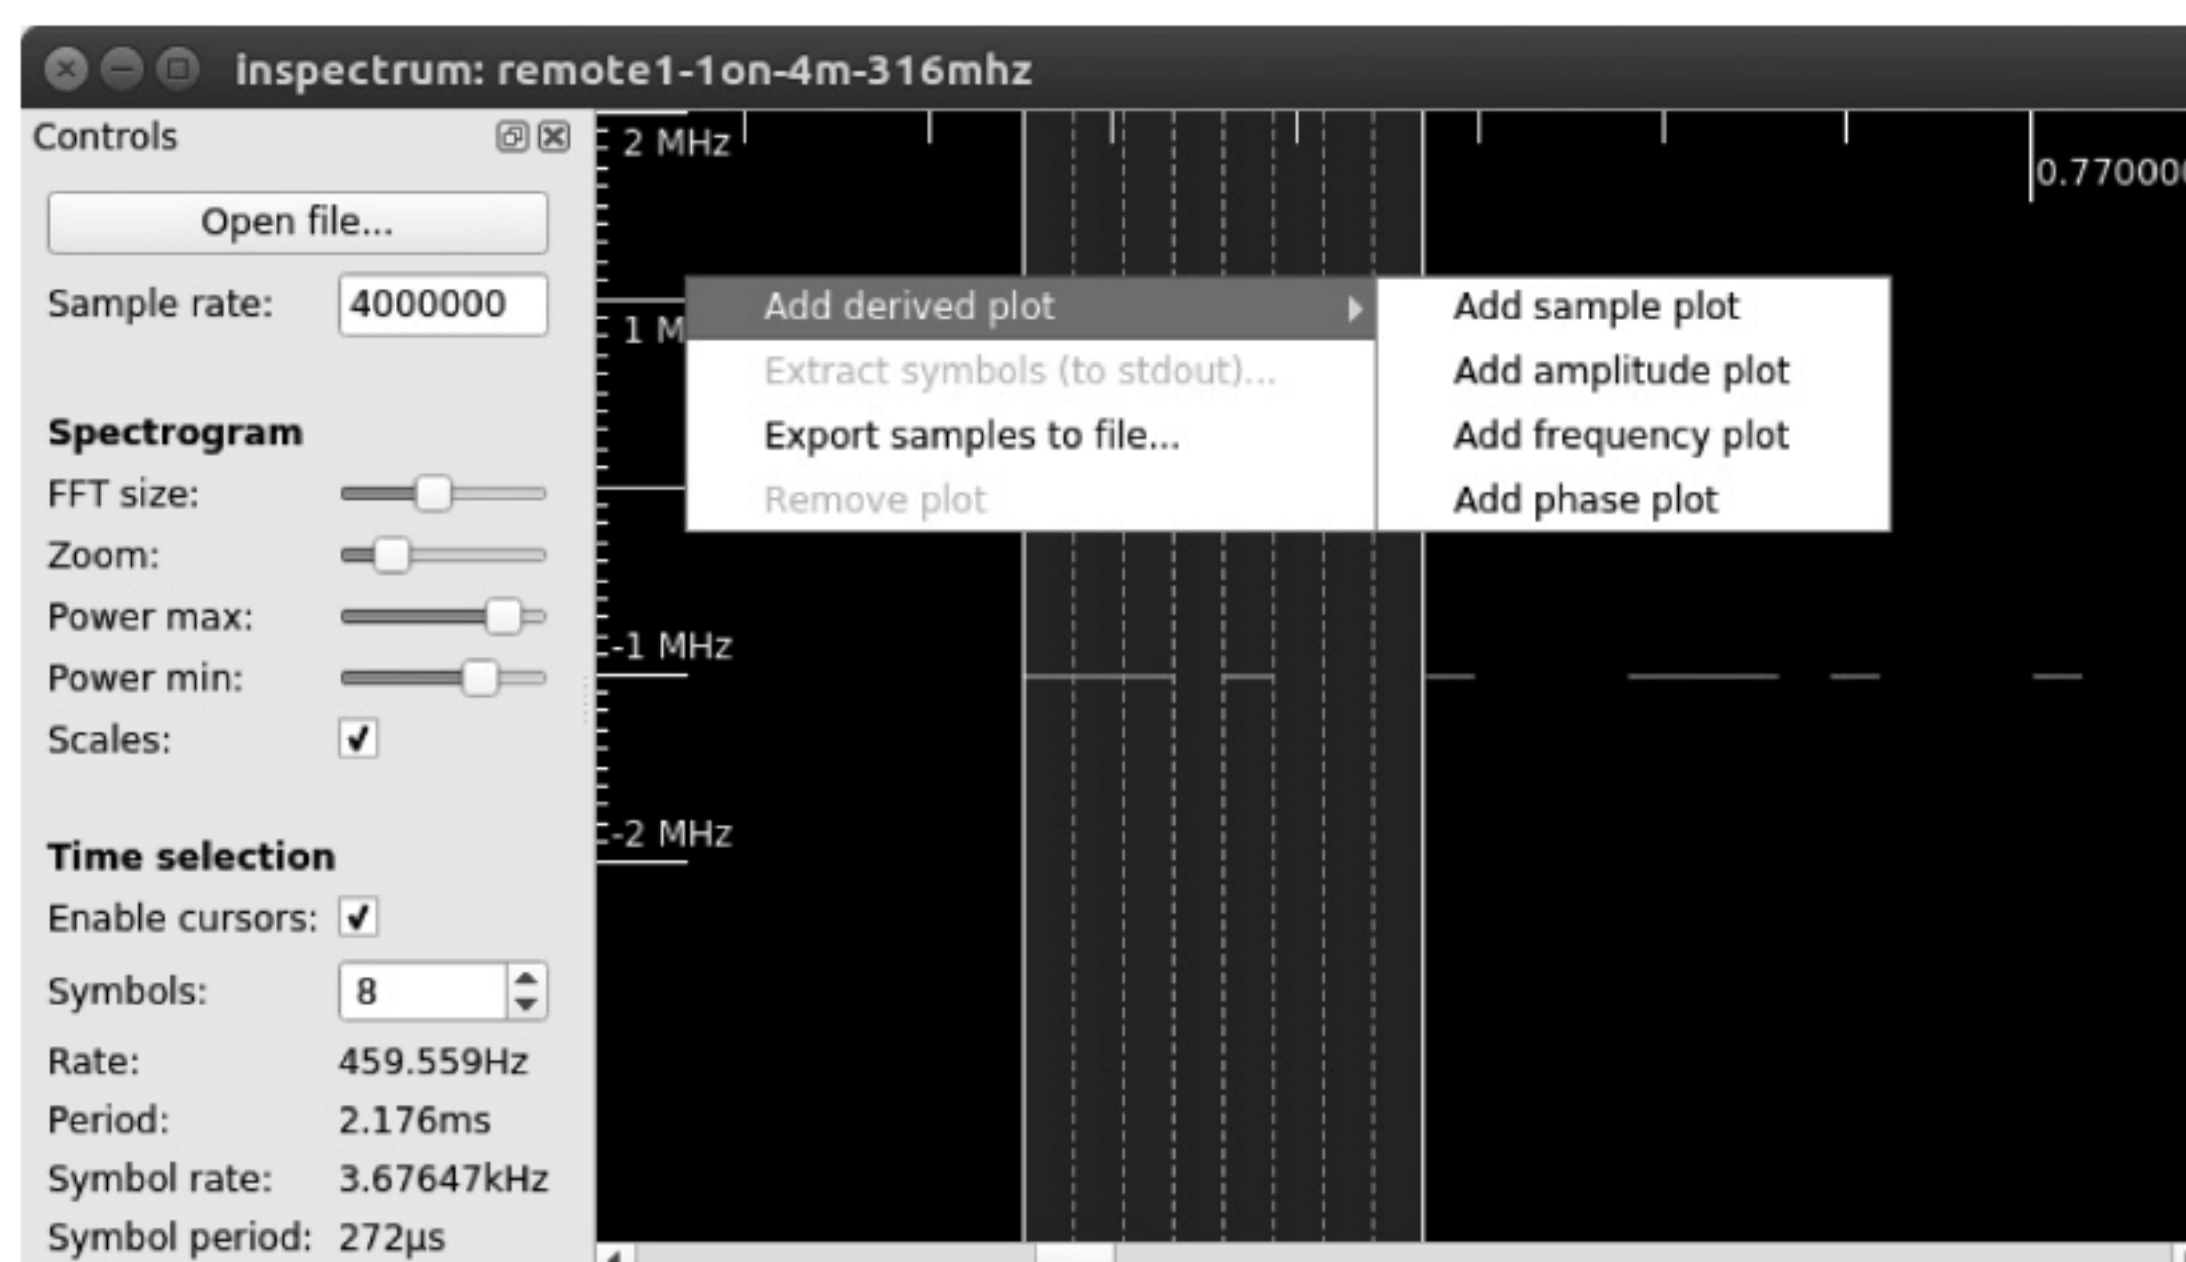 inspectrum: remote1-1on-4m-316mhz
Controls
Open file...
Sample rate: 4000000
Spectrogram
FFT size:
Zoom:
Power max:
Power min:
Scales:
Time selection
Enable cursors:
Symbols: 8
Rate: 459.559Hz
Period: 2.176ms
Symbol rate: 3.67647kHz
Symbol period: 272µs
2 MHz
0.77000
1 M
Add derived plot
Extract symbols (to stdout)...
Export samples to file...
Remove plot
Add sample plot
Add amplitude plot
Add frequency plot
Add phase plot
-1 MHz
-2 MHz